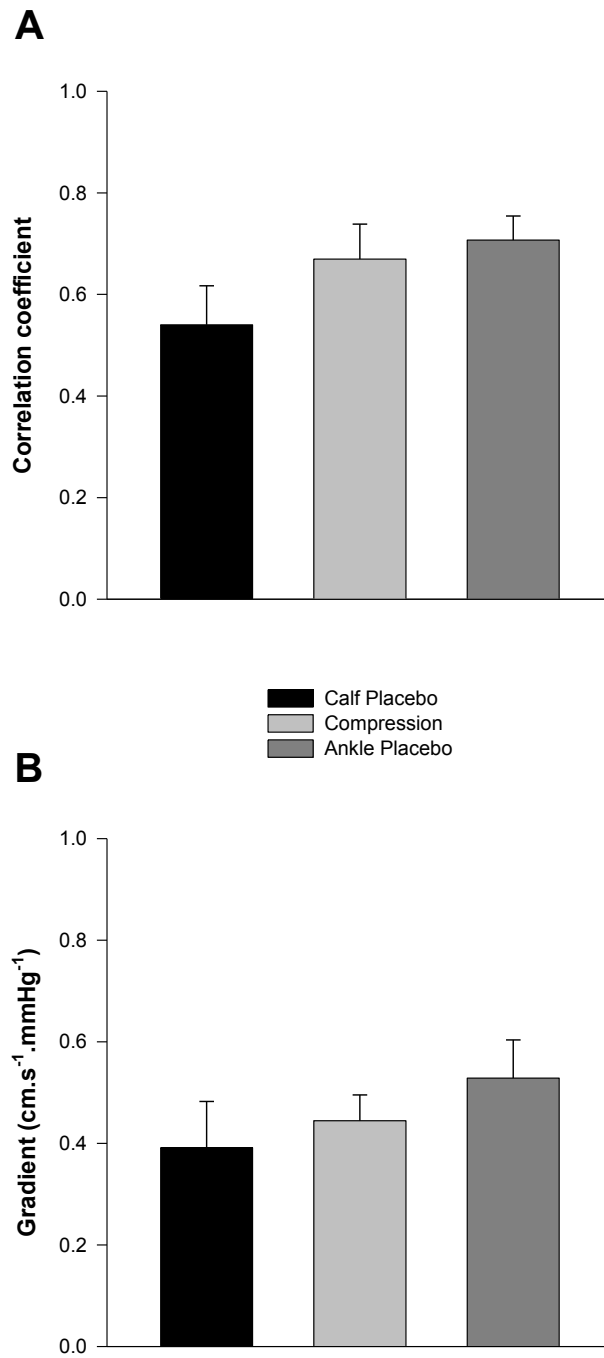 A
1.0
0.8
0.6
0.4
0.2
0.0
Correlation coefficient
Calf Placebo
Compression
Ankle Placebo
B
1.0
0.8
0.6
0.4
0.2
0.0
Gradient (cm.s⁻¹.mmHg⁻¹)